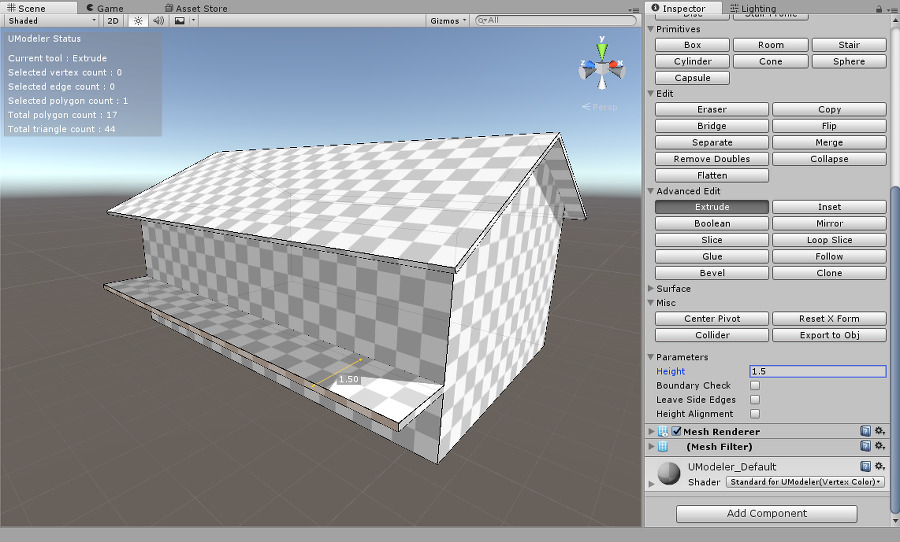 Scene Game Asset Store
Shaded 2D Gizmos All
UModeler Status
Current tool : Extrude
Selected vertex count : 0
Selected edge count : 0
Selected polygon count : 1
Total polygon count : 17
Total triangle count : 44
y
z x
Persp
1.50
Inspector Lighting
Disc Stair Profile
Primitives
Box Room Stair
Cylinder Cone Sphere
Capsule
Edit
Eraser Copy
Bridge Flip
Separate Merge
Remove Doubles Collapse
Flatten
Advanced Edit
Extrude Inset
Boolean Mirror
Slice Loop Slice
Glue Follow
Bevel Clone
Surface
Misc
Center Pivot Reset X Form
Collider Export to Obj
Parameters
Height 1.5
Boundary Check
Leave Side Edges
Height Alignment
Mesh Renderer
(Mesh Filter)
UModeler_Default
Shader Standard for UModeler(Vertex Color)
Add Component